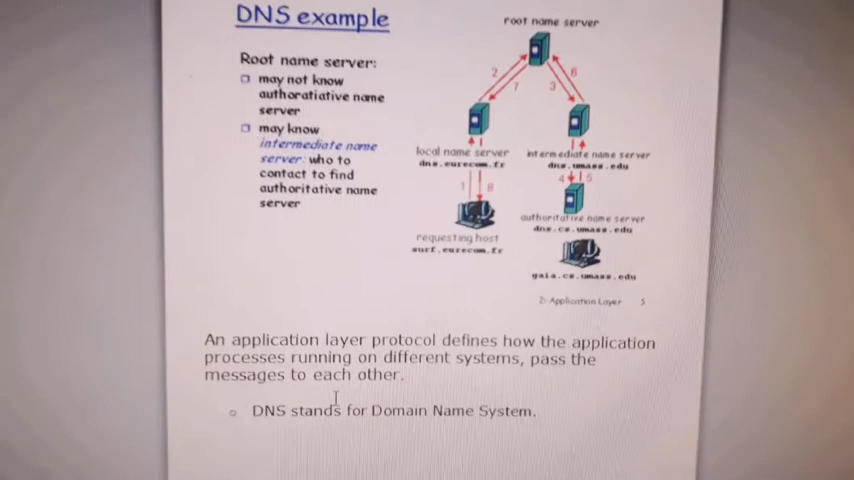 DNS example
Root name server:
may not know
authoratiative name
server
may know
intermediate name
server: who to
contact to find
authoritative name
server
root name server
2
7
3
6
local name server
dns.eurecom.fr
intermediate name server
dns.umass.edu
1
8
4
5
authoritative name server
dns.cs.umass.edu
requesting host
surf.eurecom.fr
gaia.cs.umass.edu
2: Application Layer 5
An application layer protocol defines how the application
processes running on different systems, pass the
messages to each other.
DNS stands for Domain Name System.